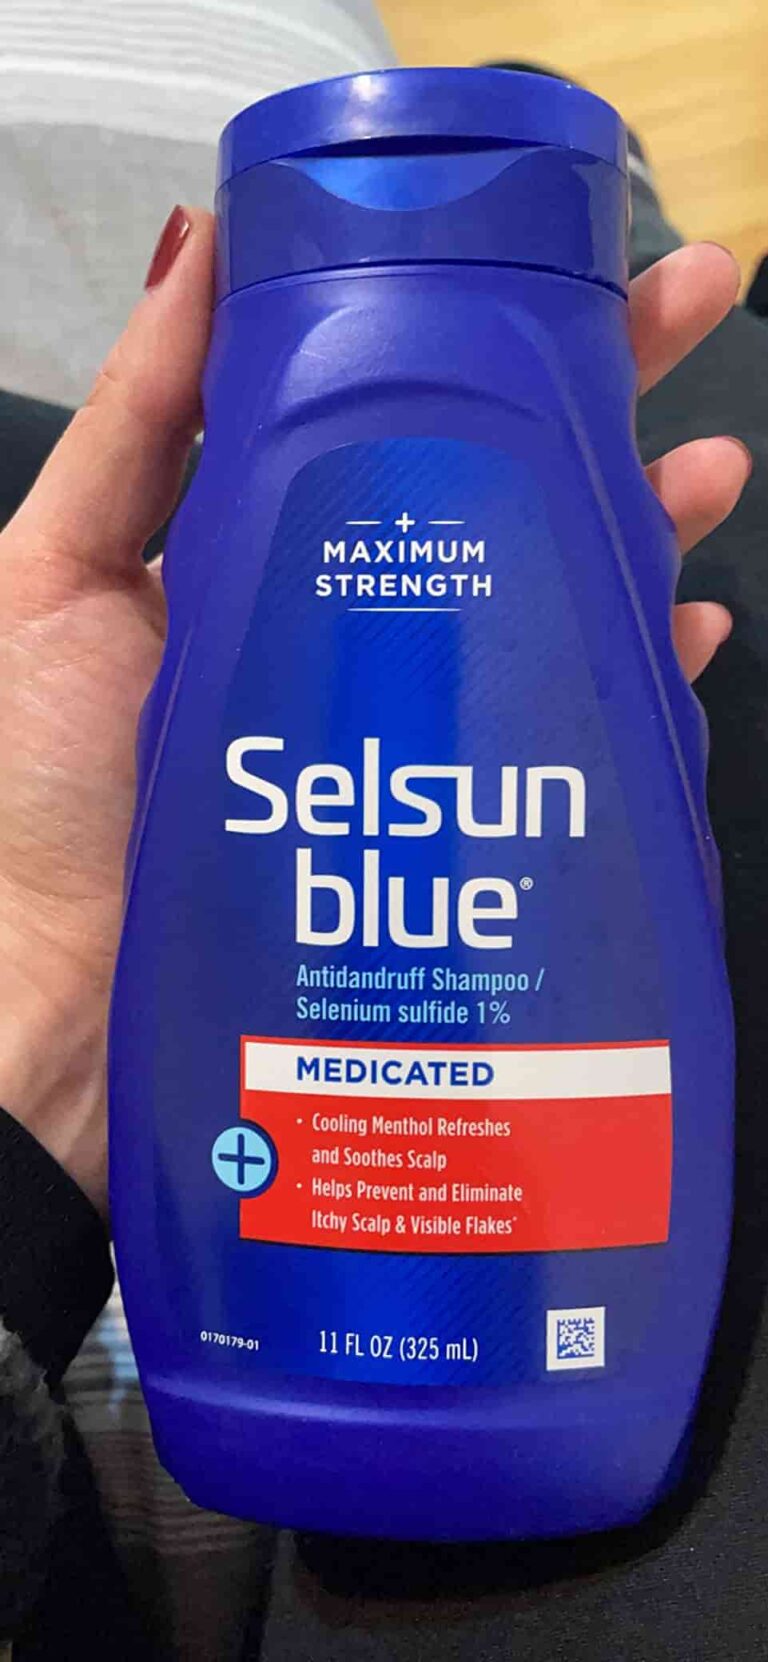 MAXIMUM
STRENGTH
Selsun
blue®
Antidandruff Shampoo /
Selenium sulfide 1%
MEDICATED
• Cooling Menthol Refreshes
and Soothes Scalp
• Helps Prevent and Eliminate
Itchy Scalp & Visible Flakes*
0170179-01
11 FL OZ (325 mL)